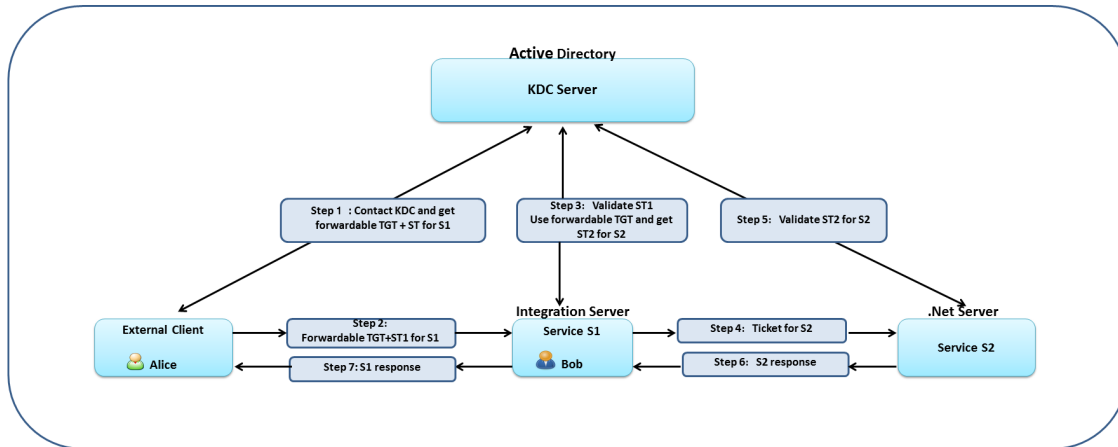 Active Directory
KDC Server
Step 1 : Contact KDC and get
forwardable TGT + ST for S1
Step 3: Validate ST1
Use forwardable TGT and get
ST2 for S2
Step 5: Validate ST2 for S2
External Client
Alice
Step 2:
Forwardable TGT+ST1 for S1
Step 7: S1 response
Integration Server
Service S1
Bob
Step 4: Ticket for S2
Step 6: S2 response
.Net Server
Service S2